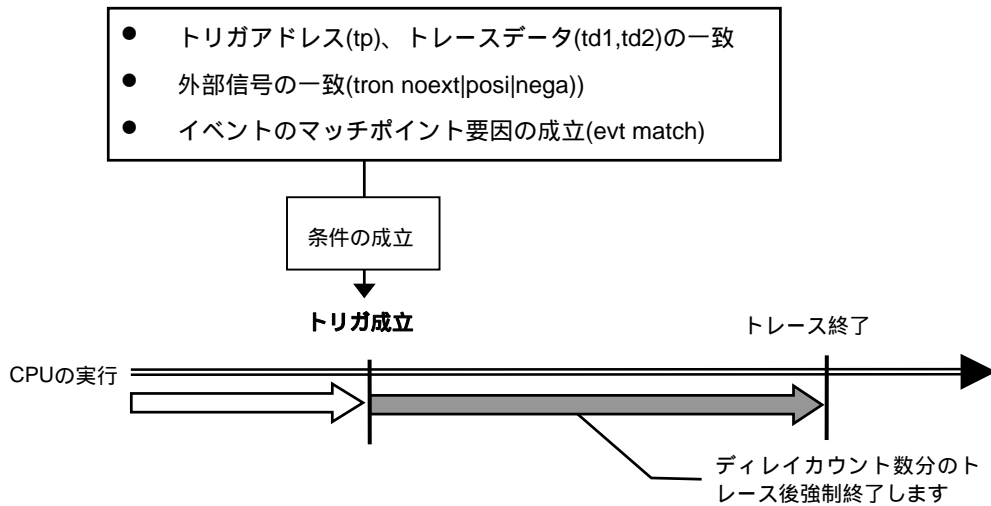 ● トリガアドレス(tp)、トレースデータ(td1,td2)の一致
● 外部信号の一致(tron noext|posi|nega))
● イベントのマッチポイント要因の成立(evt match)
条件の成立
トリガ成立
トレース終了
CPUの実行
ディレイカウント数分のト
レース後強制終了します